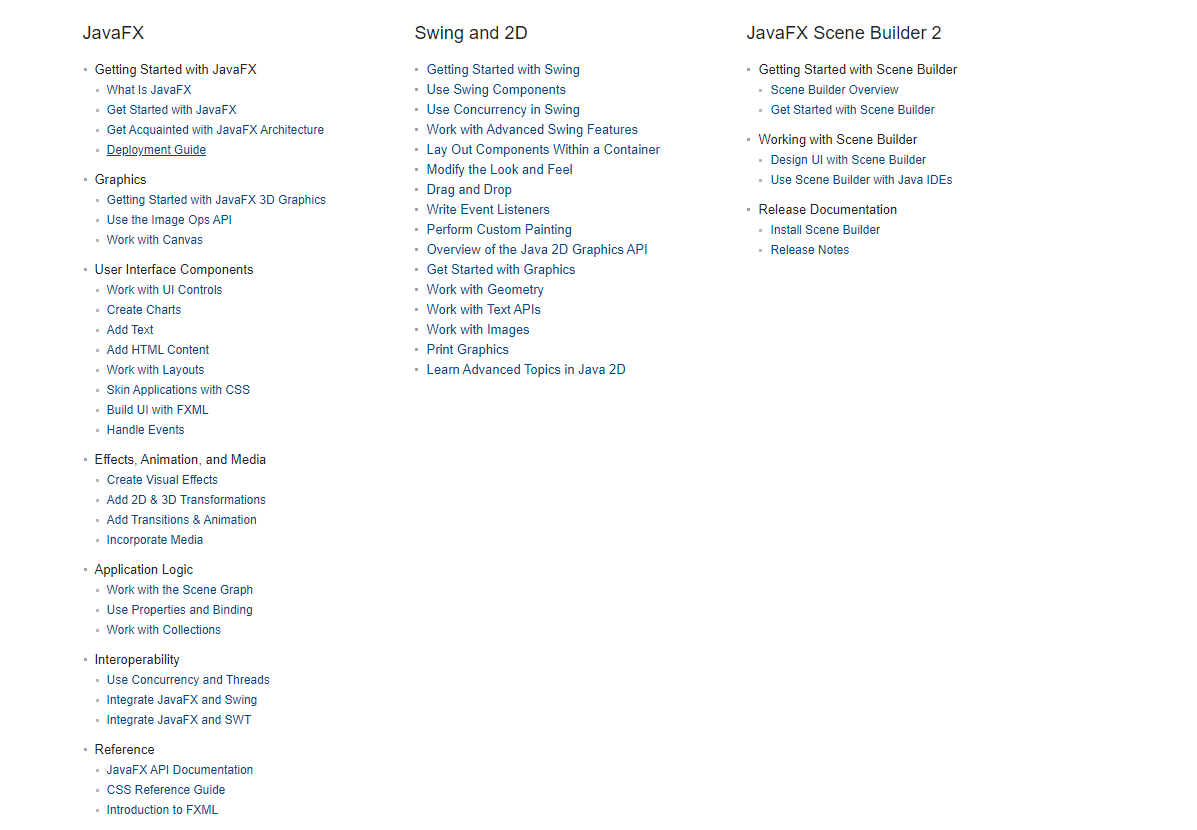 JavaFX
Getting Started with JavaFX
What Is JavaFX
Get Started with JavaFX
Get Acquainted with JavaFX Architecture
Deployment Guide
Graphics
Getting Started with JavaFX 3D Graphics
Use the Image Ops API
Work with Canvas
User Interface Components
Work with UI Controls
Create Charts
Add Text
Add HTML Content
Work with Layouts
Skin Applications with CSS
Build UI with FXML
Handle Events
Effects, Animation, and Media
Create Visual Effects
Add 2D & 3D Transformations
Add Transitions & Animation
Incorporate Media
Application Logic
Work with the Scene Graph
Use Properties and Binding
Work with Collections
Interoperability
Use Concurrency and Threads
Integrate JavaFX and Swing
Integrate JavaFX and SWT
Reference
JavaFX API Documentation
CSS Reference Guide
Introduction to FXML
Swing and 2D
Getting Started with Swing
Use Swing Components
Use Concurrency in Swing
Work with Advanced Swing Features
Lay Out Components Within a Container
Modify the Look and Feel
Drag and Drop
Write Event Listeners
Perform Custom Painting
Overview of the Java 2D Graphics API
Get Started with Graphics
Work with Geometry
Work with Text APIs
Work with Images
Print Graphics
Learn Advanced Topics in Java 2D
JavaFX Scene Builder 2
Getting Started with Scene Builder
Scene Builder Overview
Get Started with Scene Builder
Working with Scene Builder
Design UI with Scene Builder
Use Scene Builder with Java IDEs
Release Documentation
Install Scene Builder
Release Notes